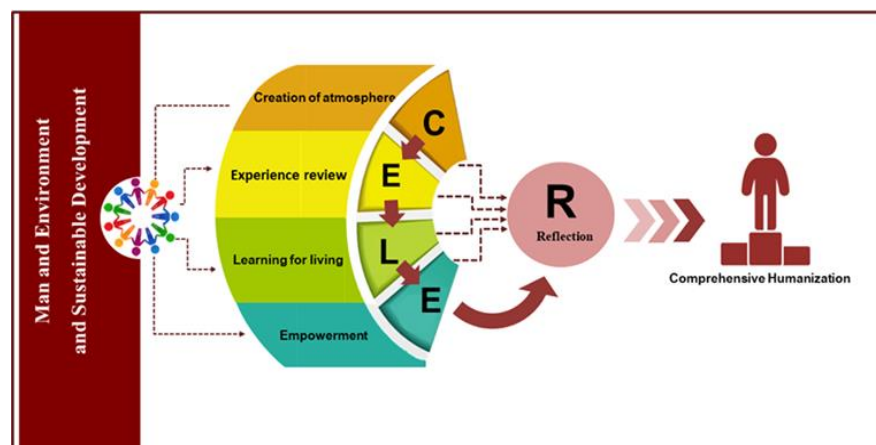 Man and Environment
and Sustainable Development
Creation of atmosphere
C
Experience review
E
Learning for living
L
Empowerment
E
R
Reflection
Comprehensive Humanization